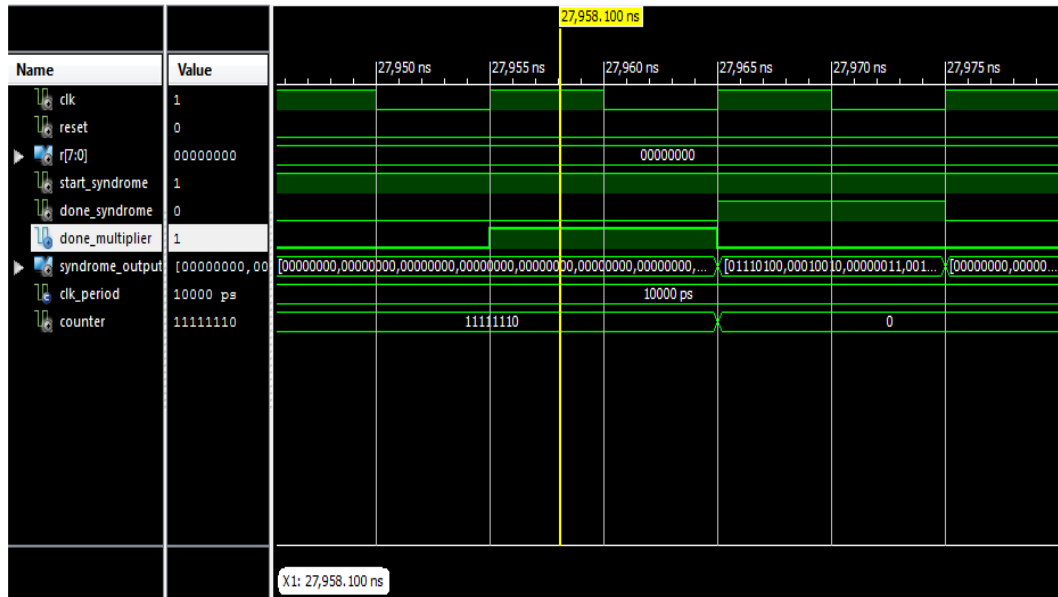 27,958.100 ns
Name Value
27,950 ns 27,955 ns 27,960 ns 27,965 ns 27,970 ns 27,975 ns
clk 1
reset 0
r[7:0] 00000000 00000000
start_syndrome 1
done_syndrome 0
done_multiplier 1
syndrome_output [00000000,00 [00000000,00000000,00000000,00000000,00000000,00000000,00000000,... [01110100,00010010,00000011,001... [00000000,00000...
clk_period 10000 ps 10000 ps
counter 11111110 11111110 0
X1: 27,958.100 ns